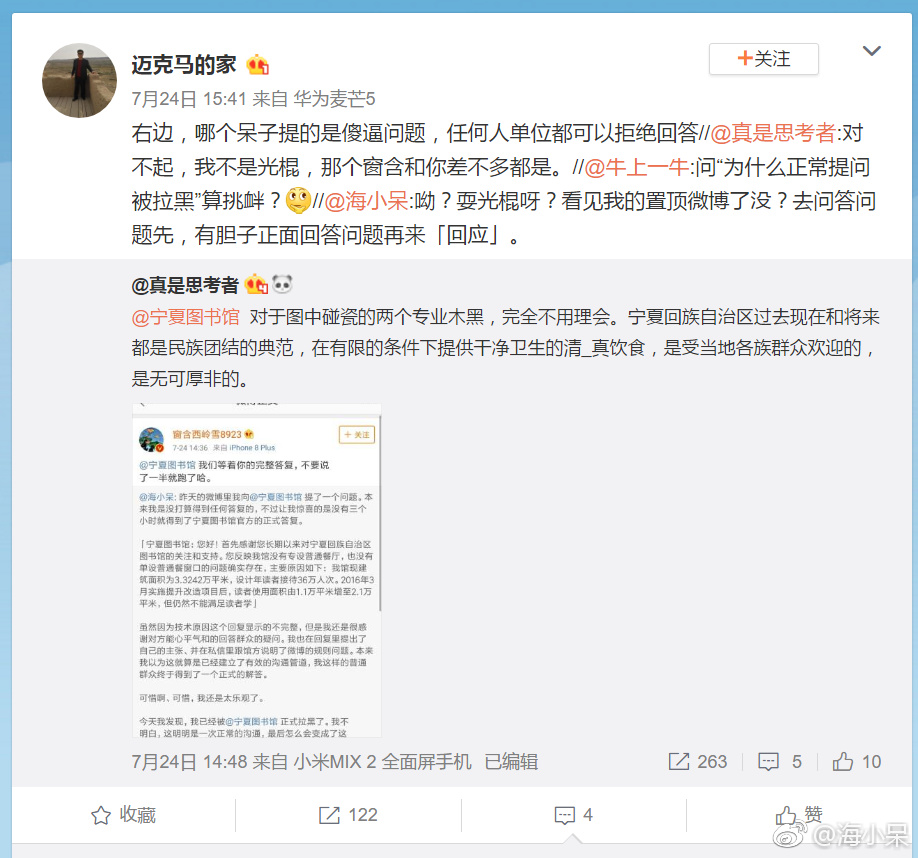 迈克马的家
+关注
7月24日 15:41 来自 华为麦芒5
右边，哪个呆子提的是傻逼问题，任何人单位都可以拒绝回答//@真是思考者:对
不起，我不是光棍，那个窗含和你差不多都是。//@牛上一牛:问“为什么正常提问
被拉黑”算挑衅？//@海小呆:呦？耍光棍呀？看见我的置顶微博了没？去问答问
题先，有胆子正面回答问题再来「回应」。
@真是思考者
@宁夏图书馆 对于图中碰瓷的两个专业木黑，完全不用理会。宁夏回族自治区过去现在和将来
都是民族团结的典范，在有限的条件下提供干净卫生的清_真饮食，是受当地各族群众欢迎的，
是无可厚非的。
窗含西岭雪8923
+关注
7-24 14:36 来自 iPhone 8 Plus
@宁夏图书馆 我们等着你的完整答复，不要说
了一半就跑了哈。
@海小呆: 昨天的微博里我向@宁夏图书馆 提了一个问题。本
来我是没打算得到任何答复的，不过让我惊喜的是没有三个
小时就得到了宁夏图书馆官方的正式答复。
「宁夏图书馆：您好！首先感谢您长期以来对宁夏回族自治区
图书馆的关注和支持。您反映我馆没有专设普通餐厅，也没有
单设普通餐窗口的问题确实存在，主要原因如下：我馆现建
筑面积为3.3242万平米，设计年读者接待36万人次。2016年3
月实施提升改造项目后，读者使用面积由1.1万平米增至2.1万
平米，但仍然不能满足读者学」
虽然因为技术原因这个回复显示的不完整，但是我还是很感
谢对方能心平气和的回答群众的疑问。我也在回复里提出了
自己的主张、并在私信里跟馆方说明了微博的规则问题。本来
我以为这就算是已经建立了有效的沟通管道，我这样的普通
群众终于得到了一个正式的解答。
可惜啊、可惜，我还是太乐观了。
今天我发现，我已经被@宁夏图书馆 正式拉黑了。我不
明白，这明明是一次正常的沟通，最后怎么会变成了这
7月24日 14:48 来自 小米MIX 2 全面屏手机 已编辑
263
5
10
收藏
122
4
赞
@海小呆